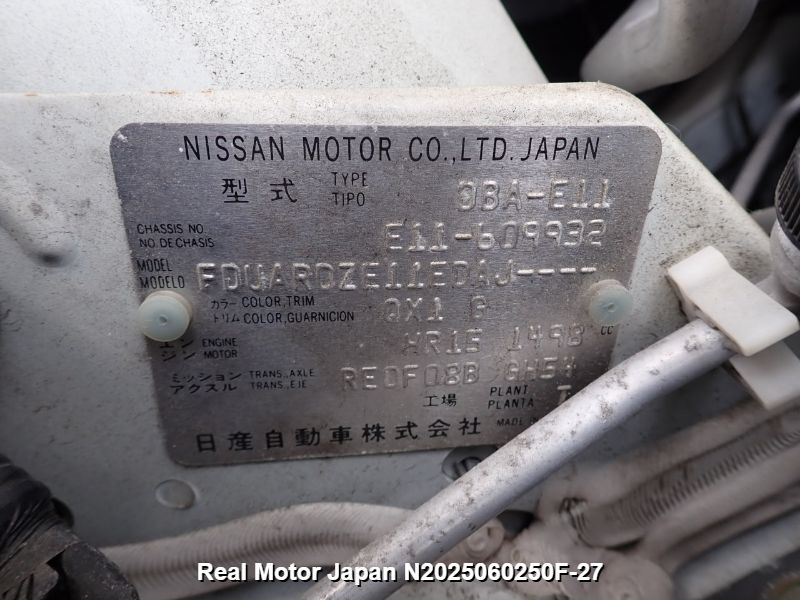 NISSAN MOTOR CO.,LTD. JAPAN
型式 TYPE TIPO DBA-E11
CHASSIS NO. NO. DE CHASIS E11-609932
MODEL MODELO FDUARDZE11EDAJ----
カラー COLOR,TRIM トリム COLOR,GUARNICION QX1 G
エンジン ENGINE MOTOR HR15 1498 CC
ミッション TRANS.,AXLE アクスル TRANS.,EJE RE0F08B GH54
工場 PLANT PLANTA T
日産自動車株式会社 MADE
Real Motor Japan N2025060250F-27